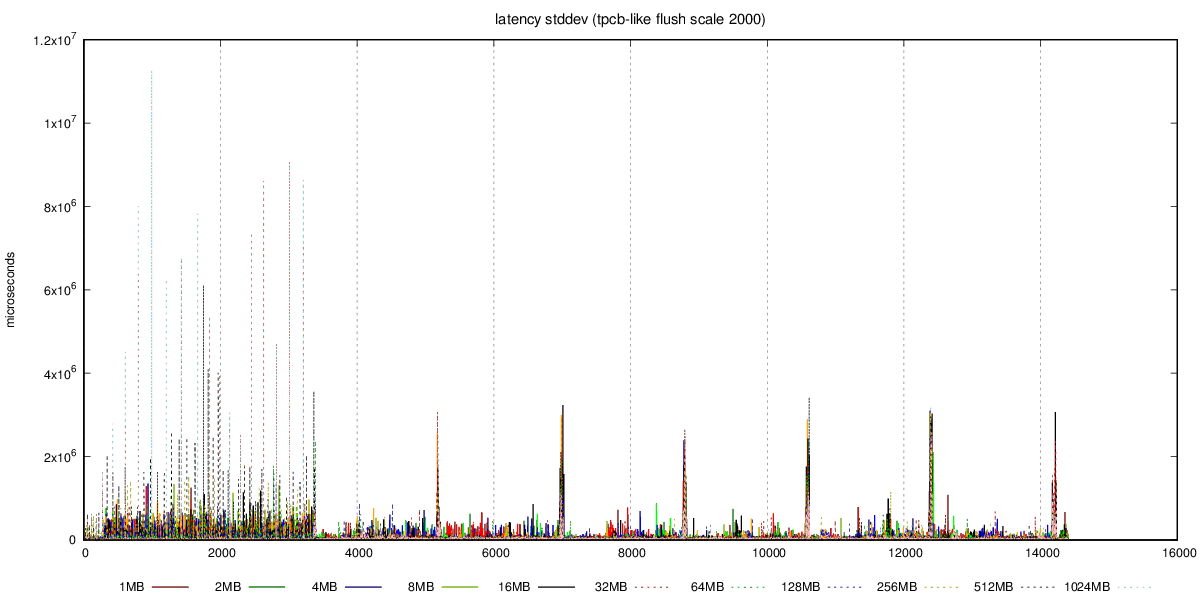 latency stddev (tpcb-like flush scale 2000)
1.2x10^7
1x10^7
8x10^6
6x10^6
4x10^6
2x10^6
0
microseconds
0 2000 4000 6000 8000 10000 12000 14000 16000
1MB 2MB 4MB 8MB 16MB 32MB 64MB 128MB 256MB 512MB 1024MB